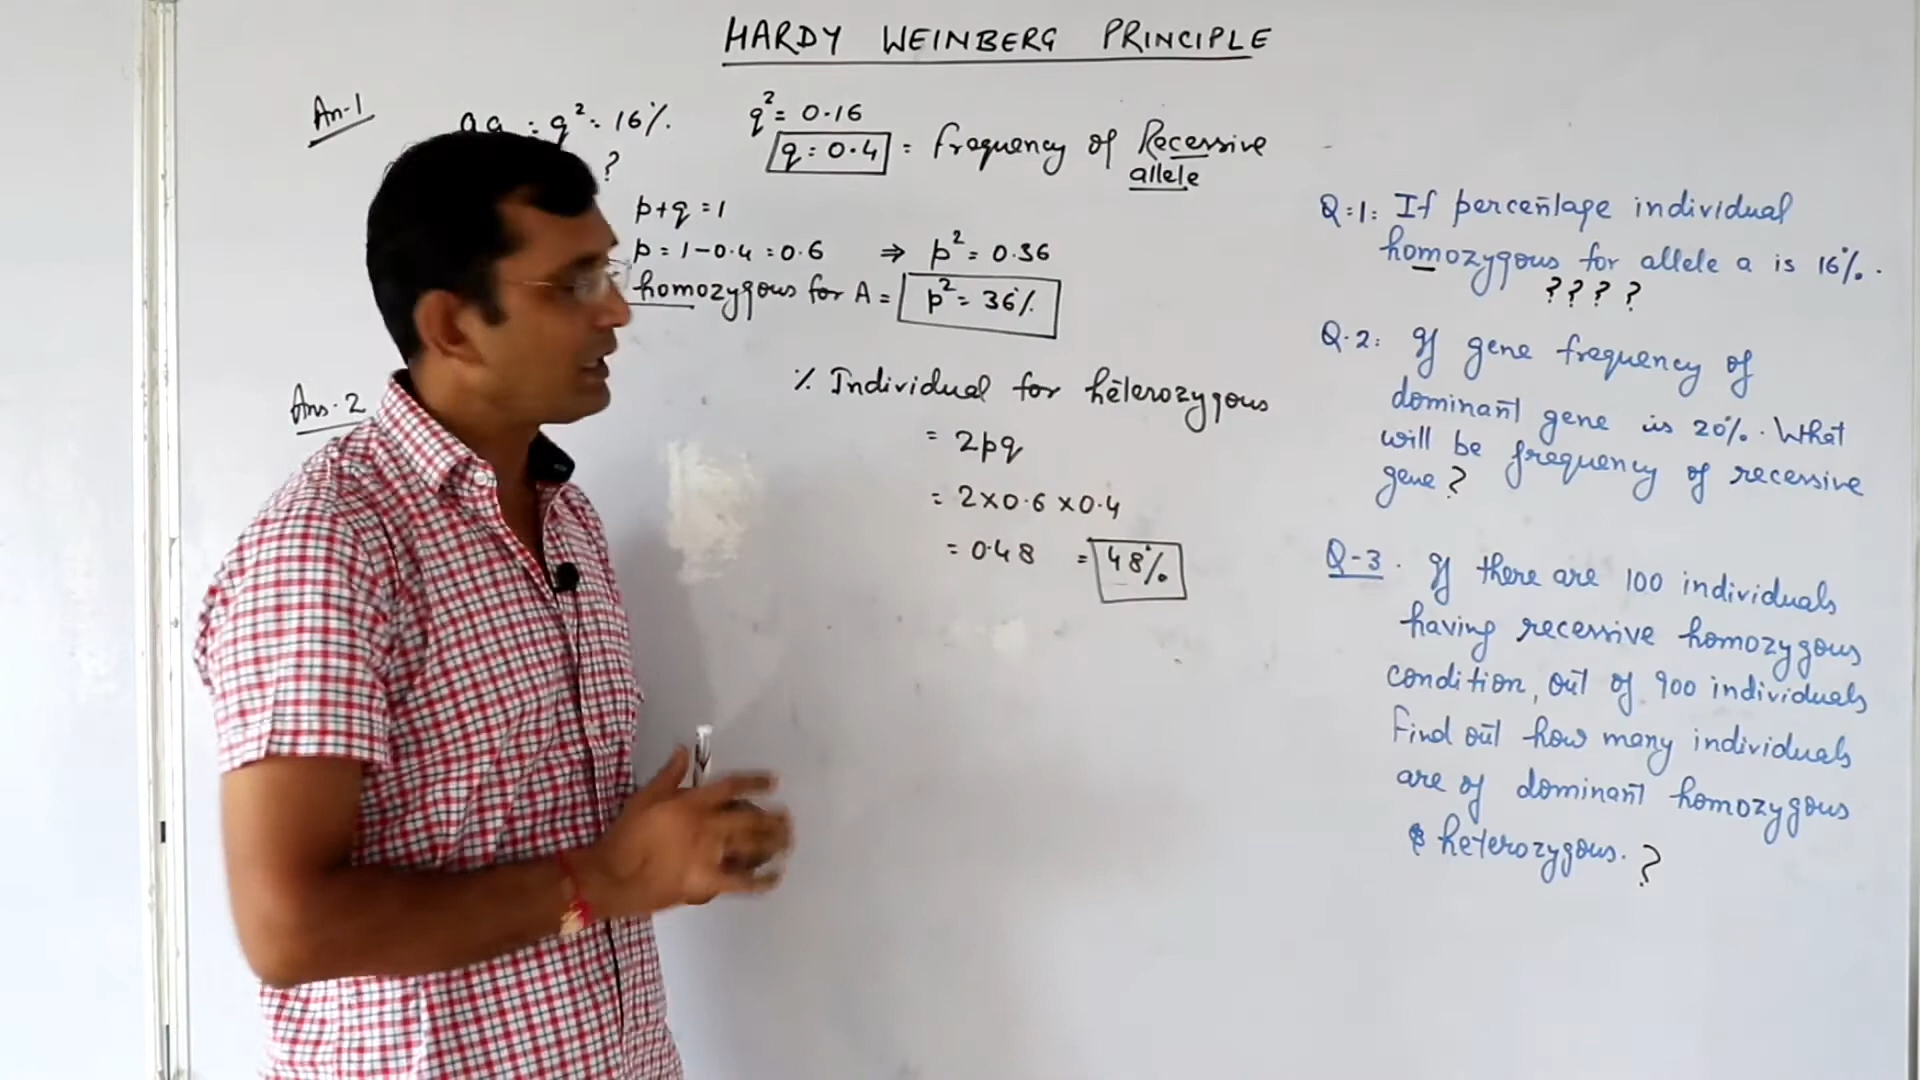 HARDY WEINBERG PRINCIPLE
An-1
aa = q² = 16%.
?
q² = 0.16
q = 0.4 = frequency of Recessive
allele
p+q = 1
p = 1-0.4 = 0.6 ⇒ p² = 0.36
homozygous for A = p² = 36%
Ans. 2
% Individual for heterozygous
= 2pq
= 2×0.6×0.4
= 0.48 = 48%
Q=1: If percentage individual
homozygous for allele a is 16%.
? ? ? ?
Q.2: If gene frequency of
dominant gene is 20%. What
will be frequency of recessive
gene?
Q-3. If there are 100 individuals
having recessive homozygous
condition, out of 900 individuals
Find out how many individuals
are of dominant homozygous
& heterozygous. ?